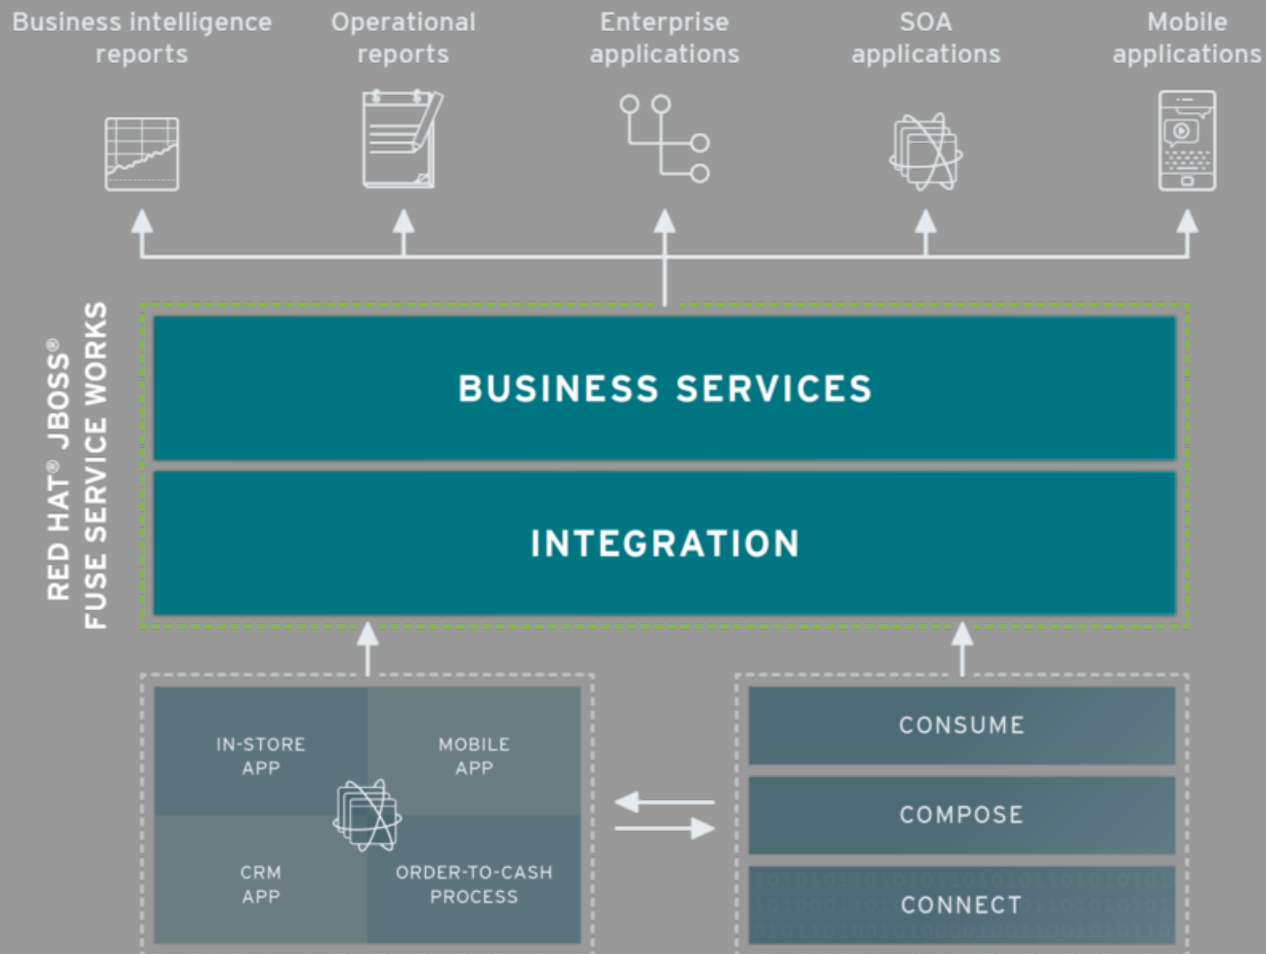 Business intelligence
reports
Operational
reports
Enterprise
applications
SOA
applications
Mobile
applications
RED HAT® JBOSS®
FUSE SERVICE WORKS
BUSINESS SERVICES
INTEGRATION
IN-STORE
APP
MOBILE
APP
CRM
APP
ORDER-TO-CASH
PROCESS
CONSUME
COMPOSE
CONNECT